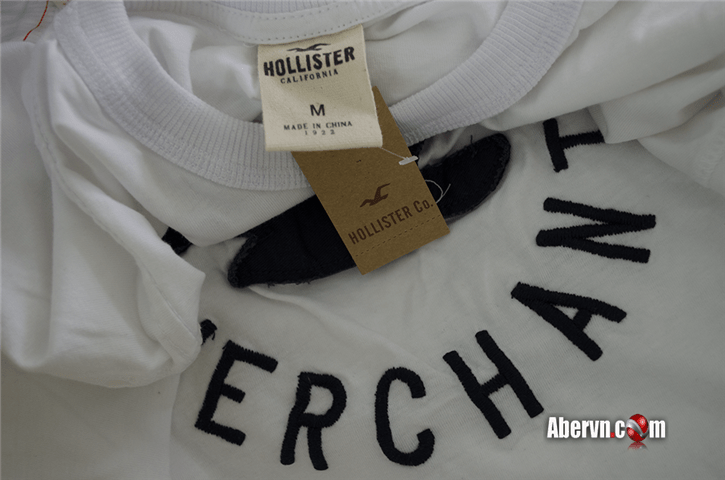 HOLLISTER
CALIFORNIA
M
MADE IN CHINA
1922
HOLLISTER Co.
ERCHANT
Abervn.com